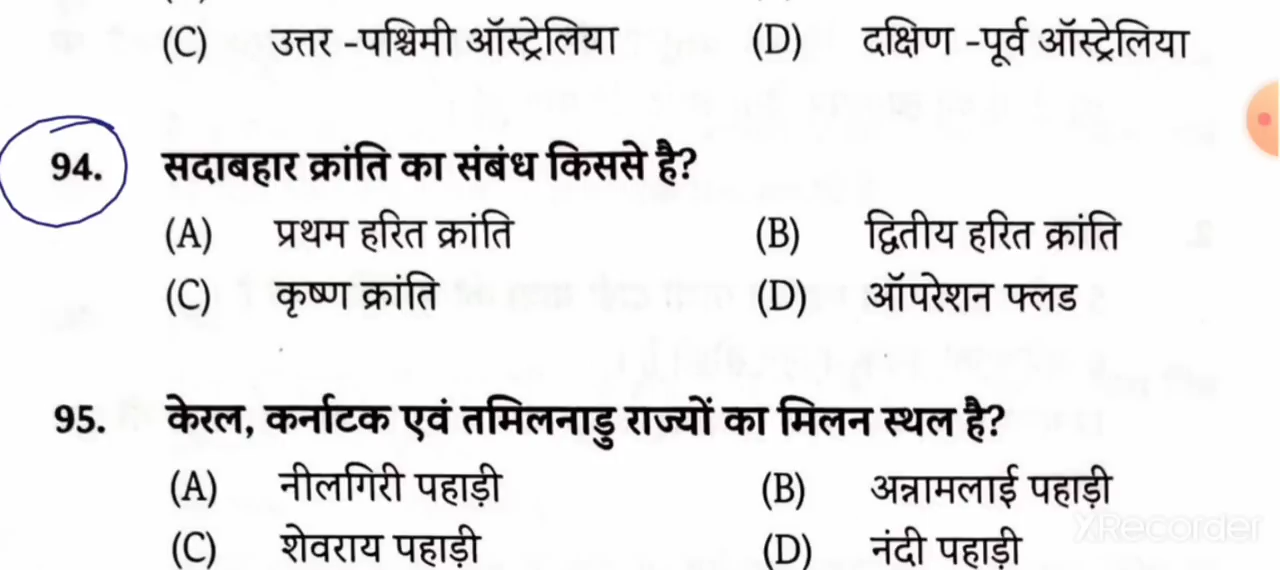 (C) उत्तर -पश्चिमी ऑस्ट्रेलिया (D) दक्षिण -पूर्व ऑस्ट्रेलिया
94. सदाबहार क्रांति का संबंध किससे है?
(A) प्रथम हरित क्रांति (B) द्वितीय हरित क्रांति
(C) कृष्ण क्रांति (D) ऑपरेशन फ्लड
95. केरल, कर्नाटक एवं तमिलनाडु राज्यों का मिलन स्थल है?
(A) नीलगिरी पहाड़ी (B) अन्नामलाई पहाड़ी
(C) शेवराय पहाड़ी (D) नंदी पहाड़ी
XRecorder